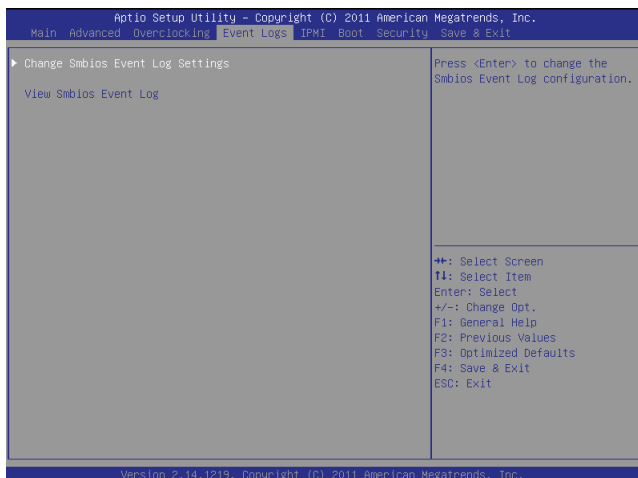 Aptio Setup Utility – Copyright (C) 2011 American Megatrends, Inc.
Main Advanced Overclocking Event Logs IPMI Boot Security Save & Exit
▶ Change Smbios Event Log Settings
View Smbios Event Log
Press <Enter> to change the
Smbios Event Log configuration.
→←: Select Screen
↑↓: Select Item
Enter: Select
+/-: Change Opt.
F1: General Help
F2: Previous Values
F3: Optimized Defaults
F4: Save & Exit
ESC: Exit
Version 2.14.1219. Copyright (C) 2011 American Megatrends, Inc.